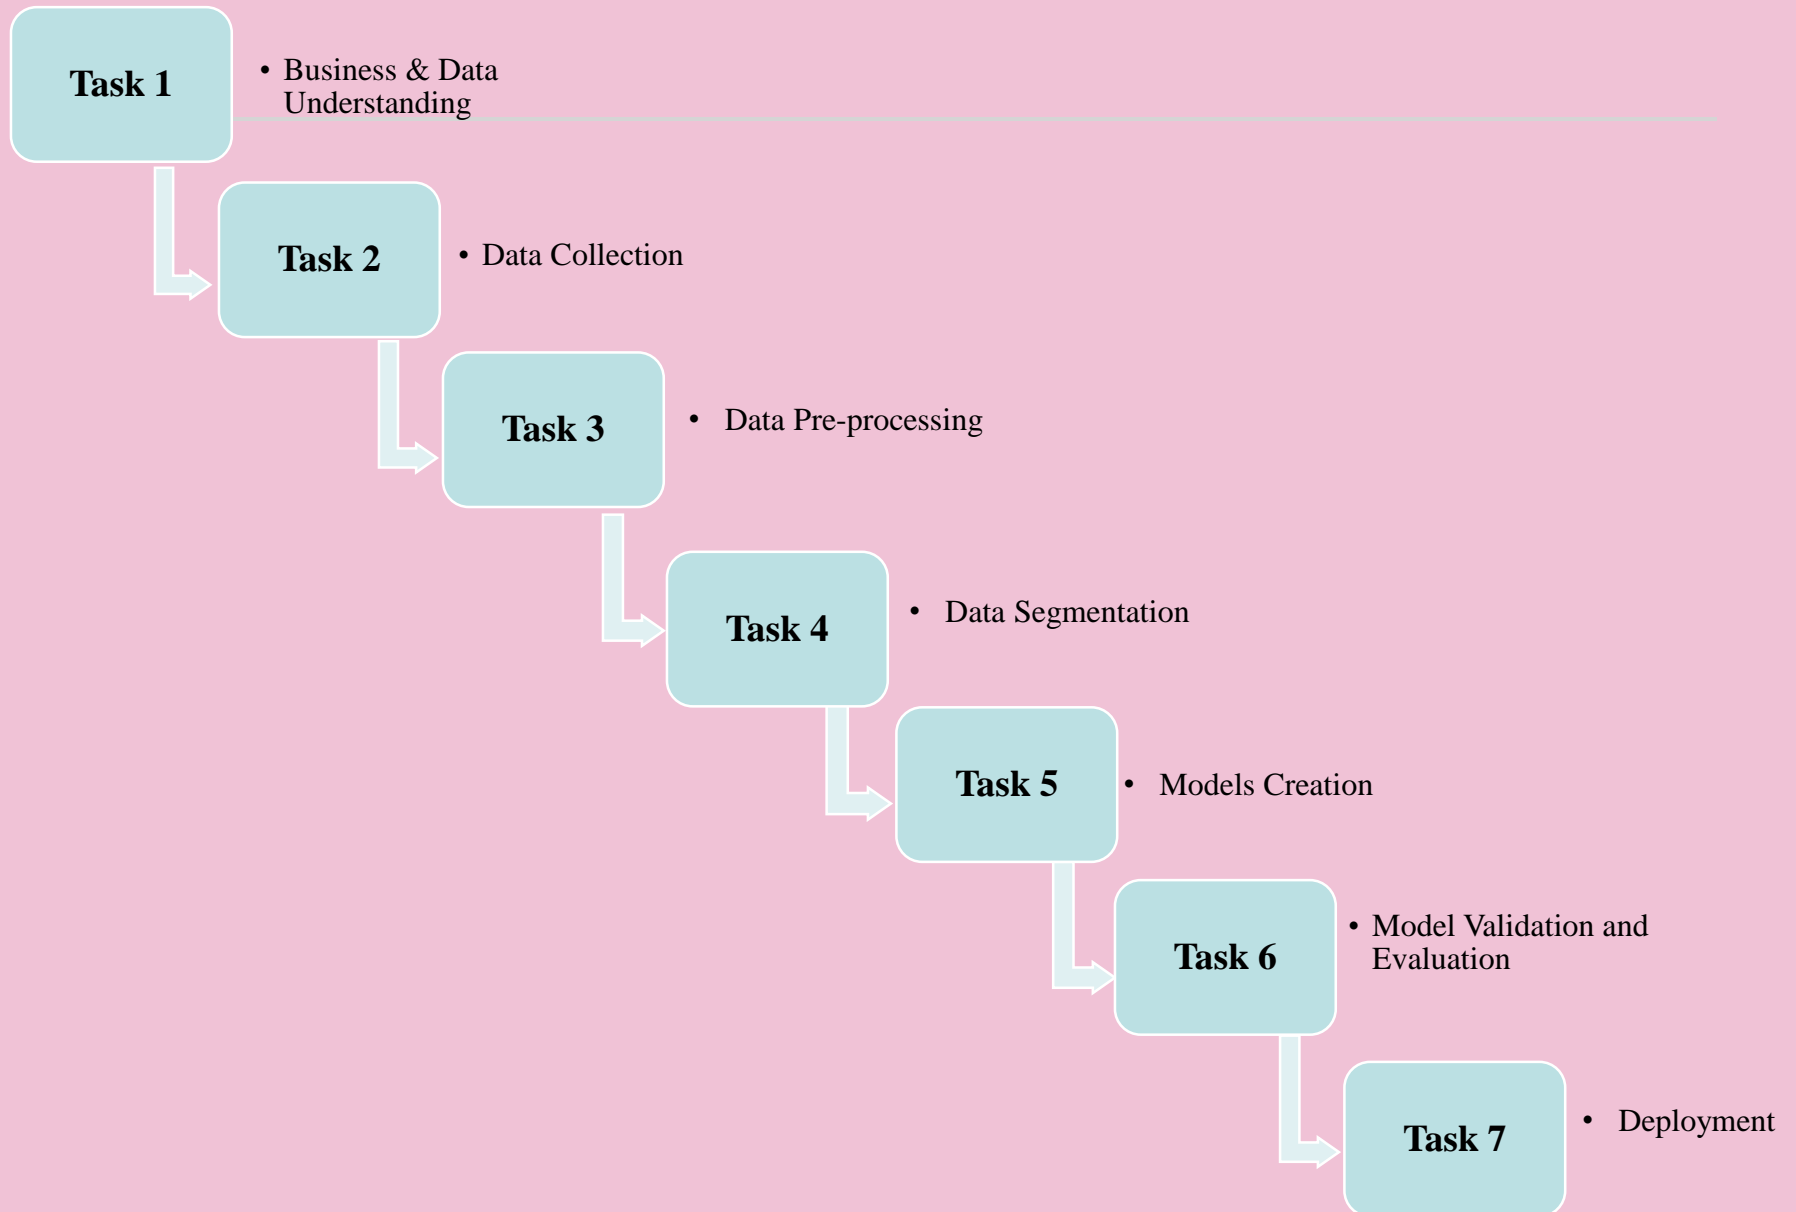 Task 1
• Business & Data
Understanding
Task 2
• Data Collection
Task 3
• Data Pre-processing
Task 4
• Data Segmentation
Task 5
• Models Creation
Task 6
• Model Validation and
Evaluation
Task 7
• Deployment